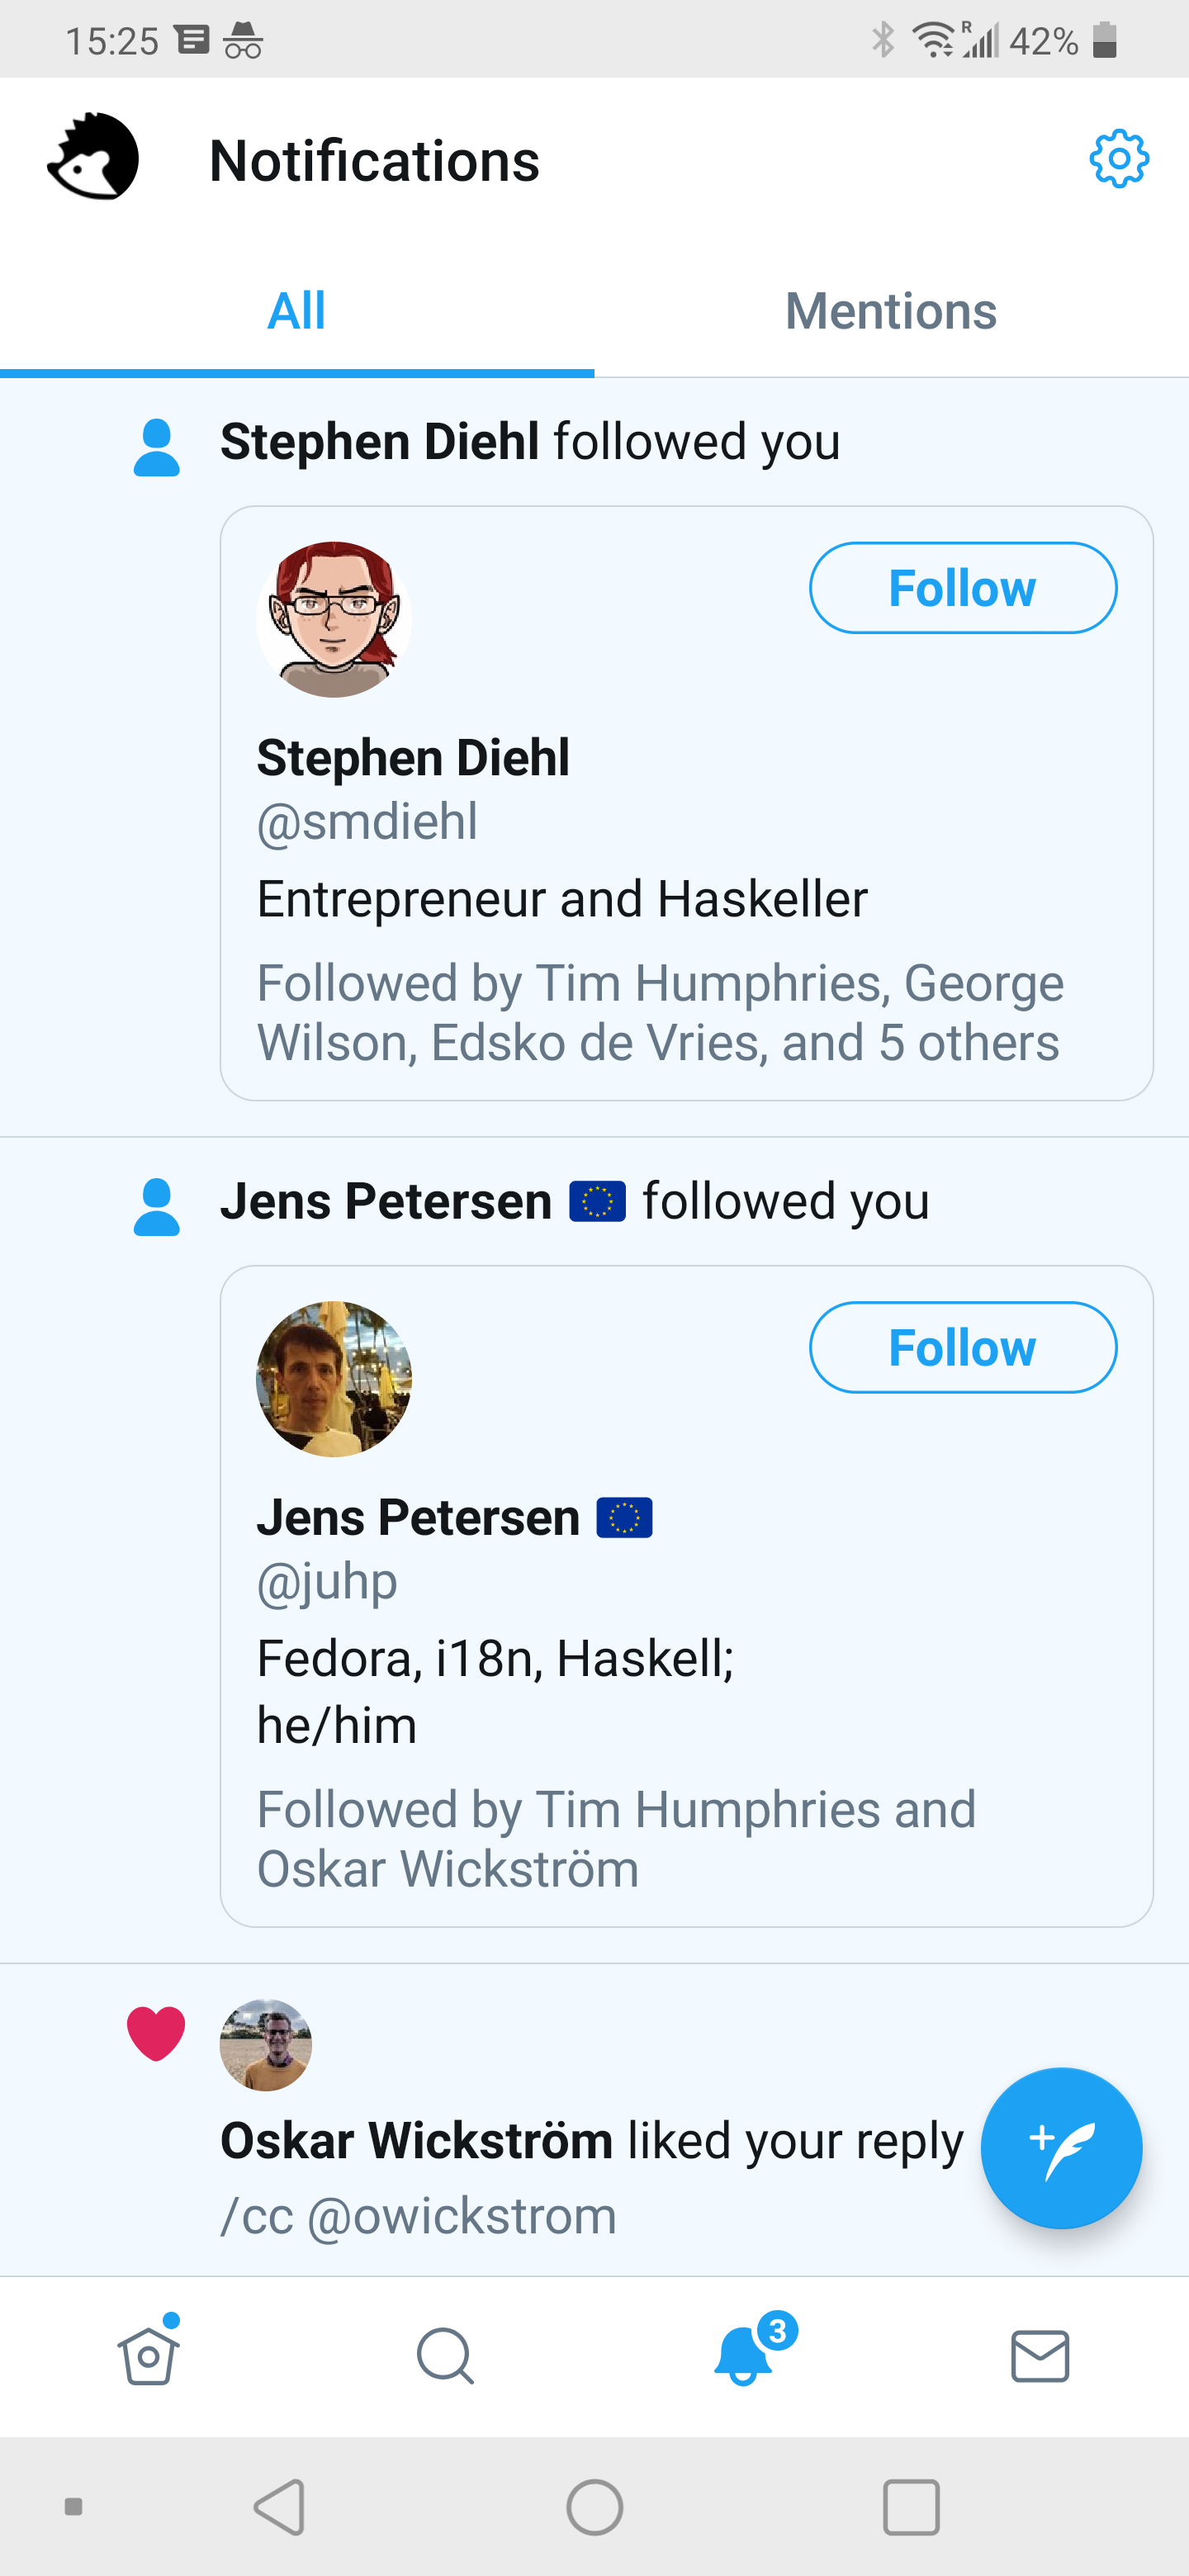 15:25 R 42%
Notifications
All Mentions
Stephen Diehl followed you
Follow
Stephen Diehl
@smdiehl
Entrepreneur and Haskeller
Followed by Tim Humphries, George
Wilson, Edsko de Vries, and 5 others
Jens Petersen 🇪🇺 followed you
Follow
Jens Petersen 🇪🇺
@juhp
Fedora, i18n, Haskell;
he/him
Followed by Tim Humphries and
Oskar Wickström
Oskar Wickström liked your reply
/cc @owickstrom
3